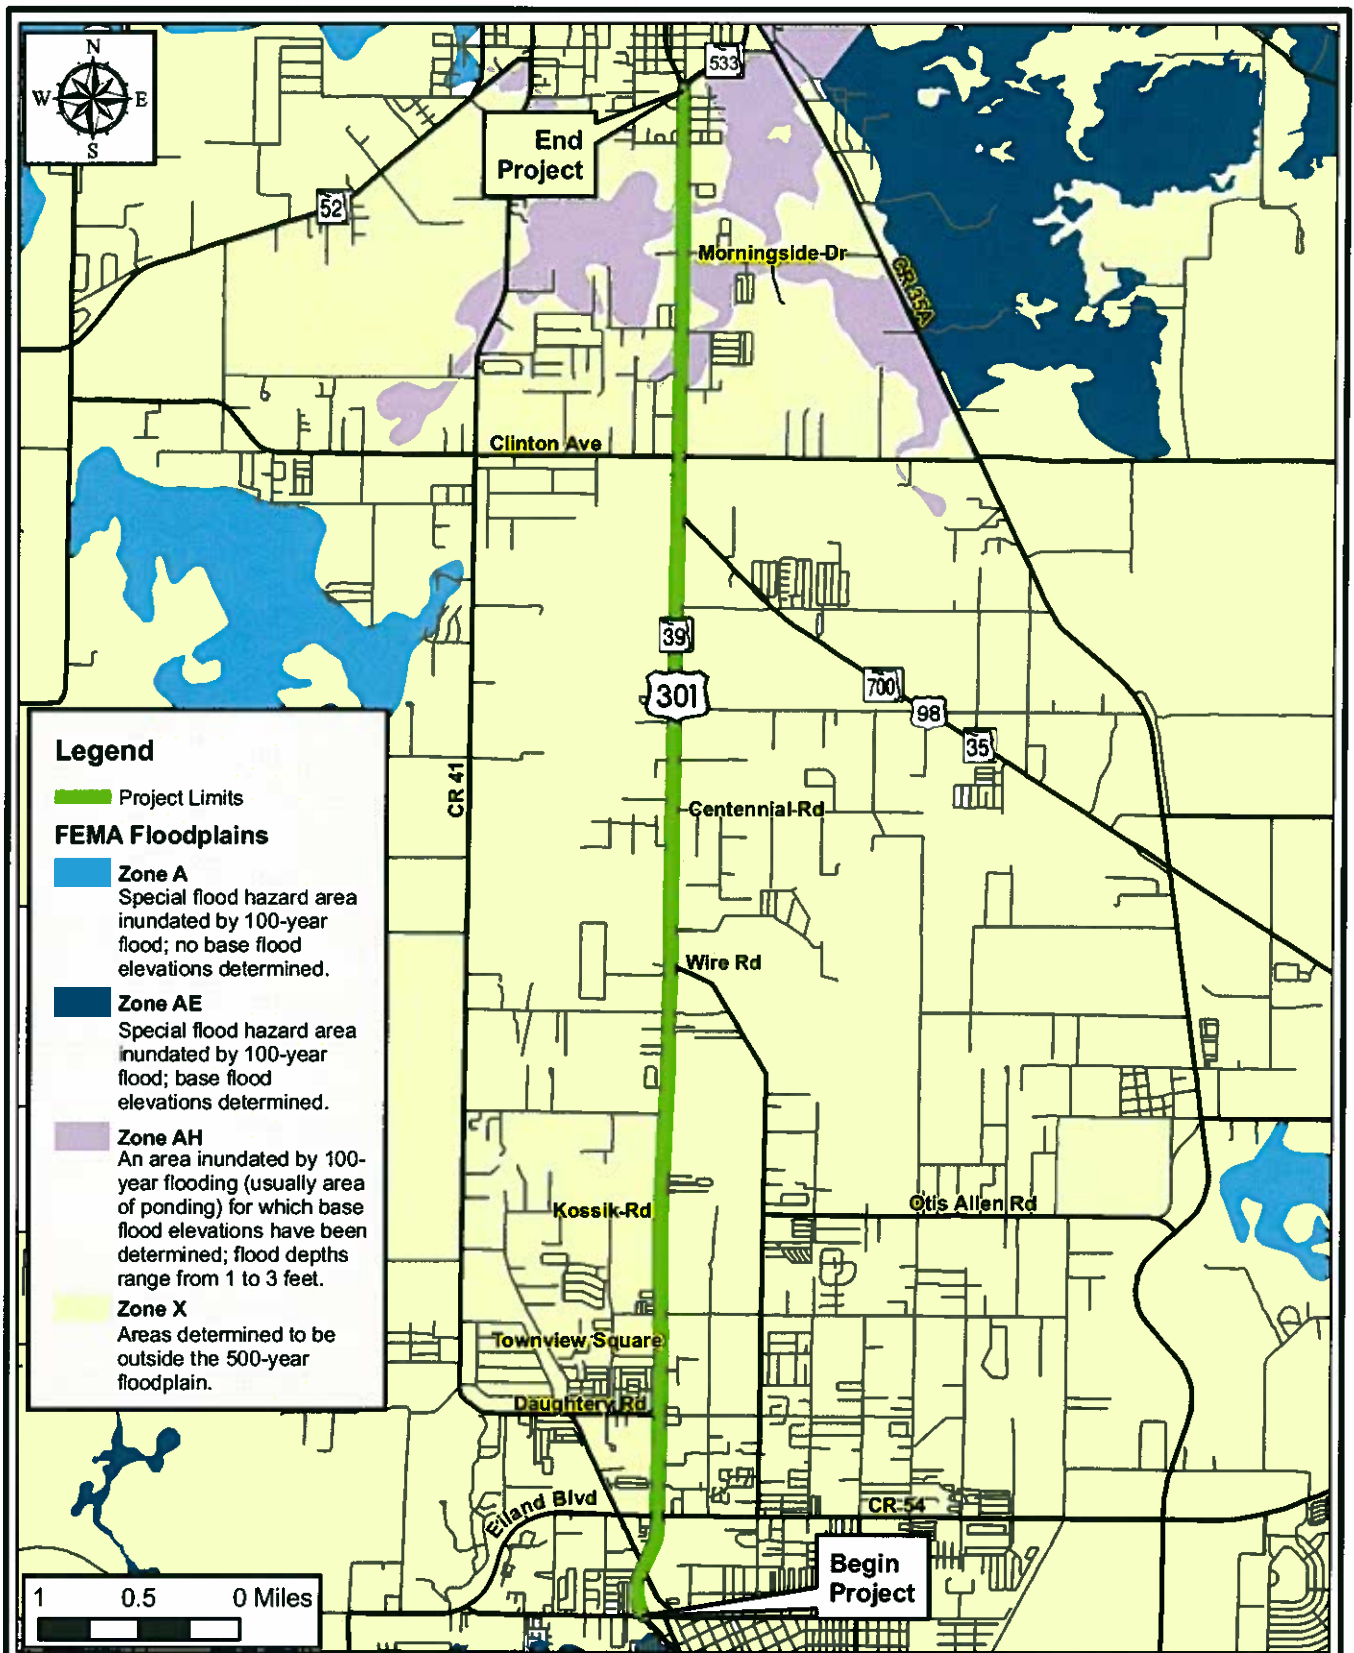 N
W E
S
533
End
Project
52
Morningside-Dr
CR 35A
Clinton Ave
39
301
700
98
35
Legend
Project Limits
FEMA Floodplains
Zone A
Special flood hazard area
inundated by 100-year
flood; no base flood
elevations determined.
Zone AE
Special flood hazard area
inundated by 100-year
flood; base flood
elevations determined.
Zone AH
An area inundated by 100-
year flooding (usually area
of ponding) for which base
flood elevations have been
determined; flood depths
range from 1 to 3 feet.
Zone X
Areas determined to be
outside the 500-year
floodplain.
CR 41
Centennial-Rd
Wire Rd
Kossik-Rd
Otis Allen Rd
Townview Square
Daughtery Rd
Eiland Blvd
CR-54
Begin
Project
1 0.5 0 Miles